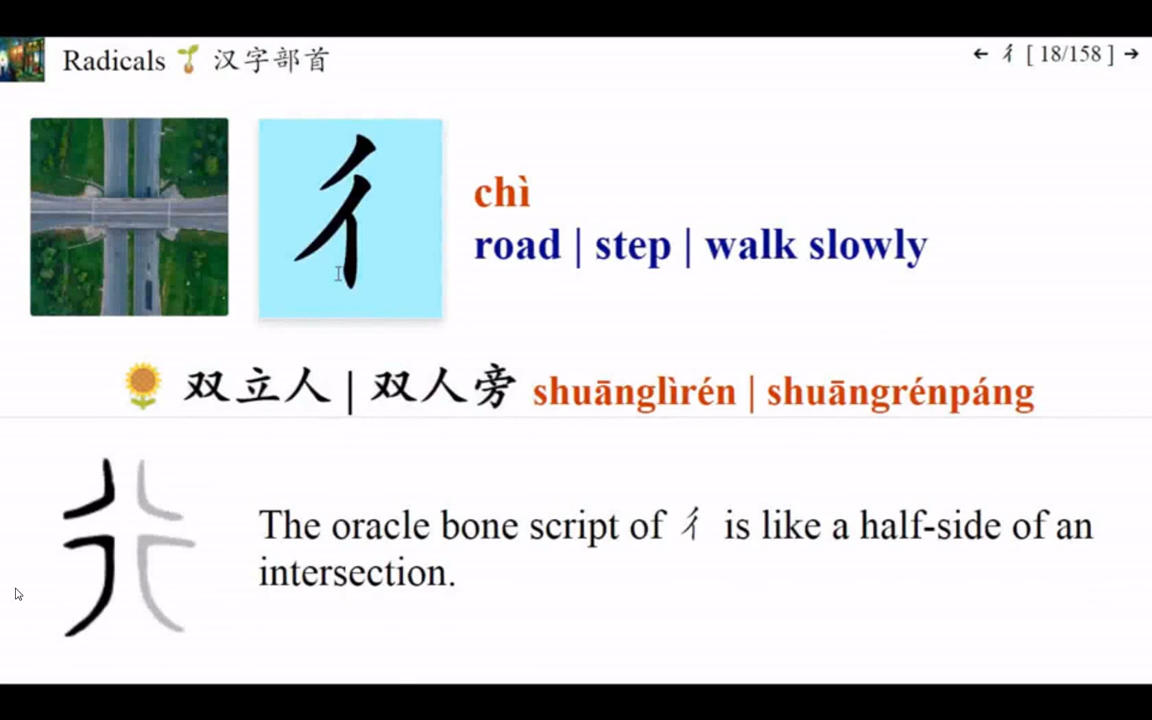 Radicals 🌱 汉字部首
← 彳 [ 18/158 ] →
彳
chì
road | step | walk slowly
🌻 双立人 | 双人旁 shuānglìrén | shuāngrénpáng
The oracle bone script of 彳 is like a half-side of an
intersection.